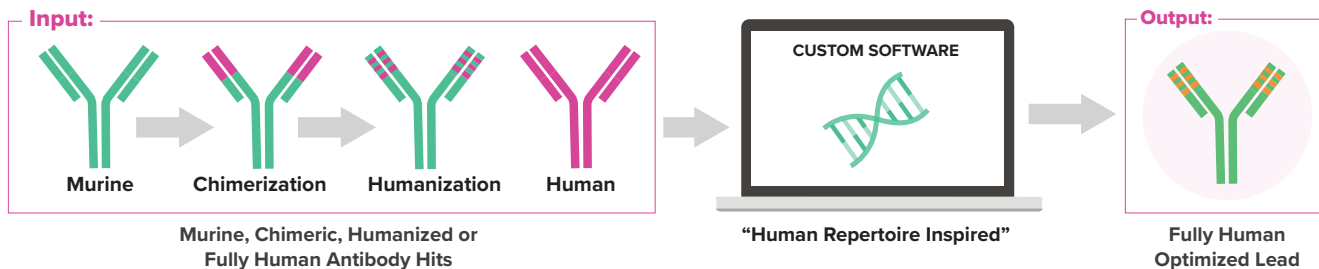 Input:
Murine
Chimerization
Humanization
Human
Murine, Chimeric, Humanized or
Fully Human Antibody Hits
CUSTOM SOFTWARE
“Human Repertoire Inspired”
Output:
Fully Human
Optimized Lead